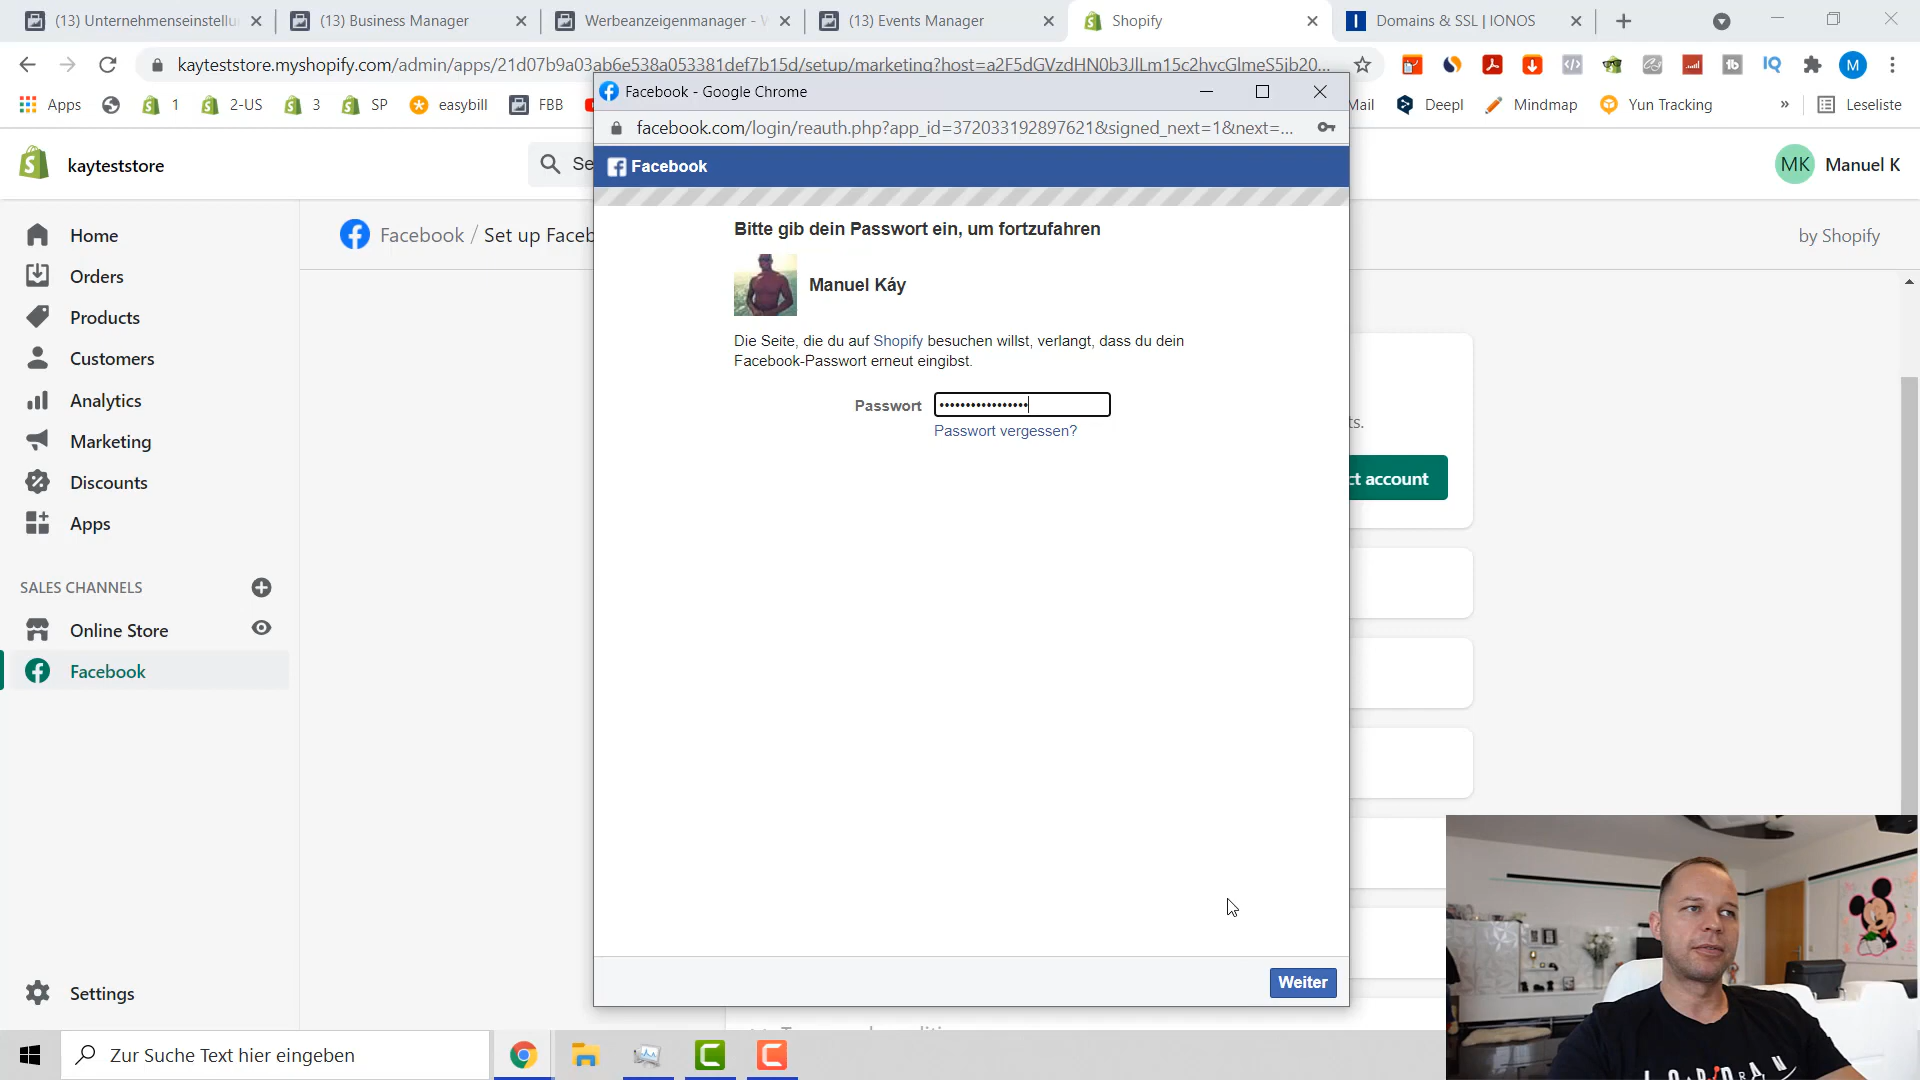 (13) Unternehmenseinstellu
(13) Business Manager
Werbeanzeigenmanager - W
(13) Events Manager
Shopify
Domains & SSL | IONOS
kayteststore.myshopify.com/admin/apps/21d07b9a03ab6e538a053381def7b15d/setup/marketing?host=a2F5dGVzdHN0b3JlLm15c2hvcGlmeS5jb20...
Apps
1
2-US
3
SP
easybill
FBB
Mail
Deepl
Mindmap
Yun Tracking
»
Leseliste
Facebook - Google Chrome
facebook.com/login/reauth.php?app_id=372033192897621&signed_next=1&next=...
Facebook
kayteststore
Se
MK
Manuel K
Facebook / Set up Faceb
by Shopify
Home
Orders
Products
Customers
Analytics
Marketing
Discounts
Apps
SALES CHANNELS
Online Store
Facebook
Settings
Bitte gib dein Passwort ein, um fortzufahren
Manuel Káy
Die Seite, die du auf Shopify besuchen willst, verlangt, dass du dein
Facebook-Passwort erneut eingibst.
Passwort •••••••••••••••••
Passwort vergessen?
ts.
ct account
Weiter
Zur Suche Text hier eingeben